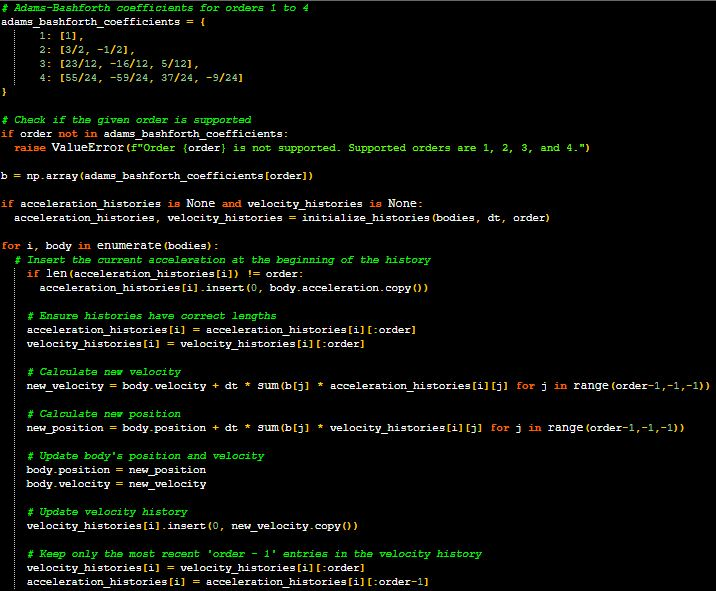 # Adams-Bashforth coefficients for orders 1 to 4
adams_bashforth_coefficients = {
1: [1],
2: [3/2, -1/2],
3: [23/12, -16/12, 5/12],
4: [55/24, -59/24, 37/24, -9/24]
}
# Check if the given order is supported
if order not in adams_bashforth_coefficients:
raise ValueError(f"Order {order} is not supported. Supported orders are 1, 2, 3, and 4.")
b = np.array(adams_bashforth_coefficients[order])
if acceleration_histories is None and velocity_histories is None:
acceleration_histories, velocity_histories = initialize_histories(bodies, dt, order)
for i, body in enumerate(bodies):
# Insert the current acceleration at the beginning of the history
if len(acceleration_histories[i]) != order:
acceleration_histories[i].insert(0, body.acceleration.copy())
# Ensure histories have correct lengths
acceleration_histories[i] = acceleration_histories[i][:order]
velocity_histories[i] = velocity_histories[i][:order]
# Calculate new velocity
new_velocity = body.velocity + dt * sum(b[j] * acceleration_histories[i][j] for j in range(order-1,-1,-1))
# Calculate new position
new_position = body.position + dt * sum(b[j] * velocity_histories[i][j] for j in range(order-1,-1,-1))
# Update body's position and velocity
body.position = new_position
body.velocity = new_velocity
# Update velocity history
velocity_histories[i].insert(0, new_velocity.copy())
# Keep only the most recent 'order - 1' entries in the velocity history
velocity_histories[i] = velocity_histories[i][:order]
acceleration_histories[i] = acceleration_histories[i][:order-1]